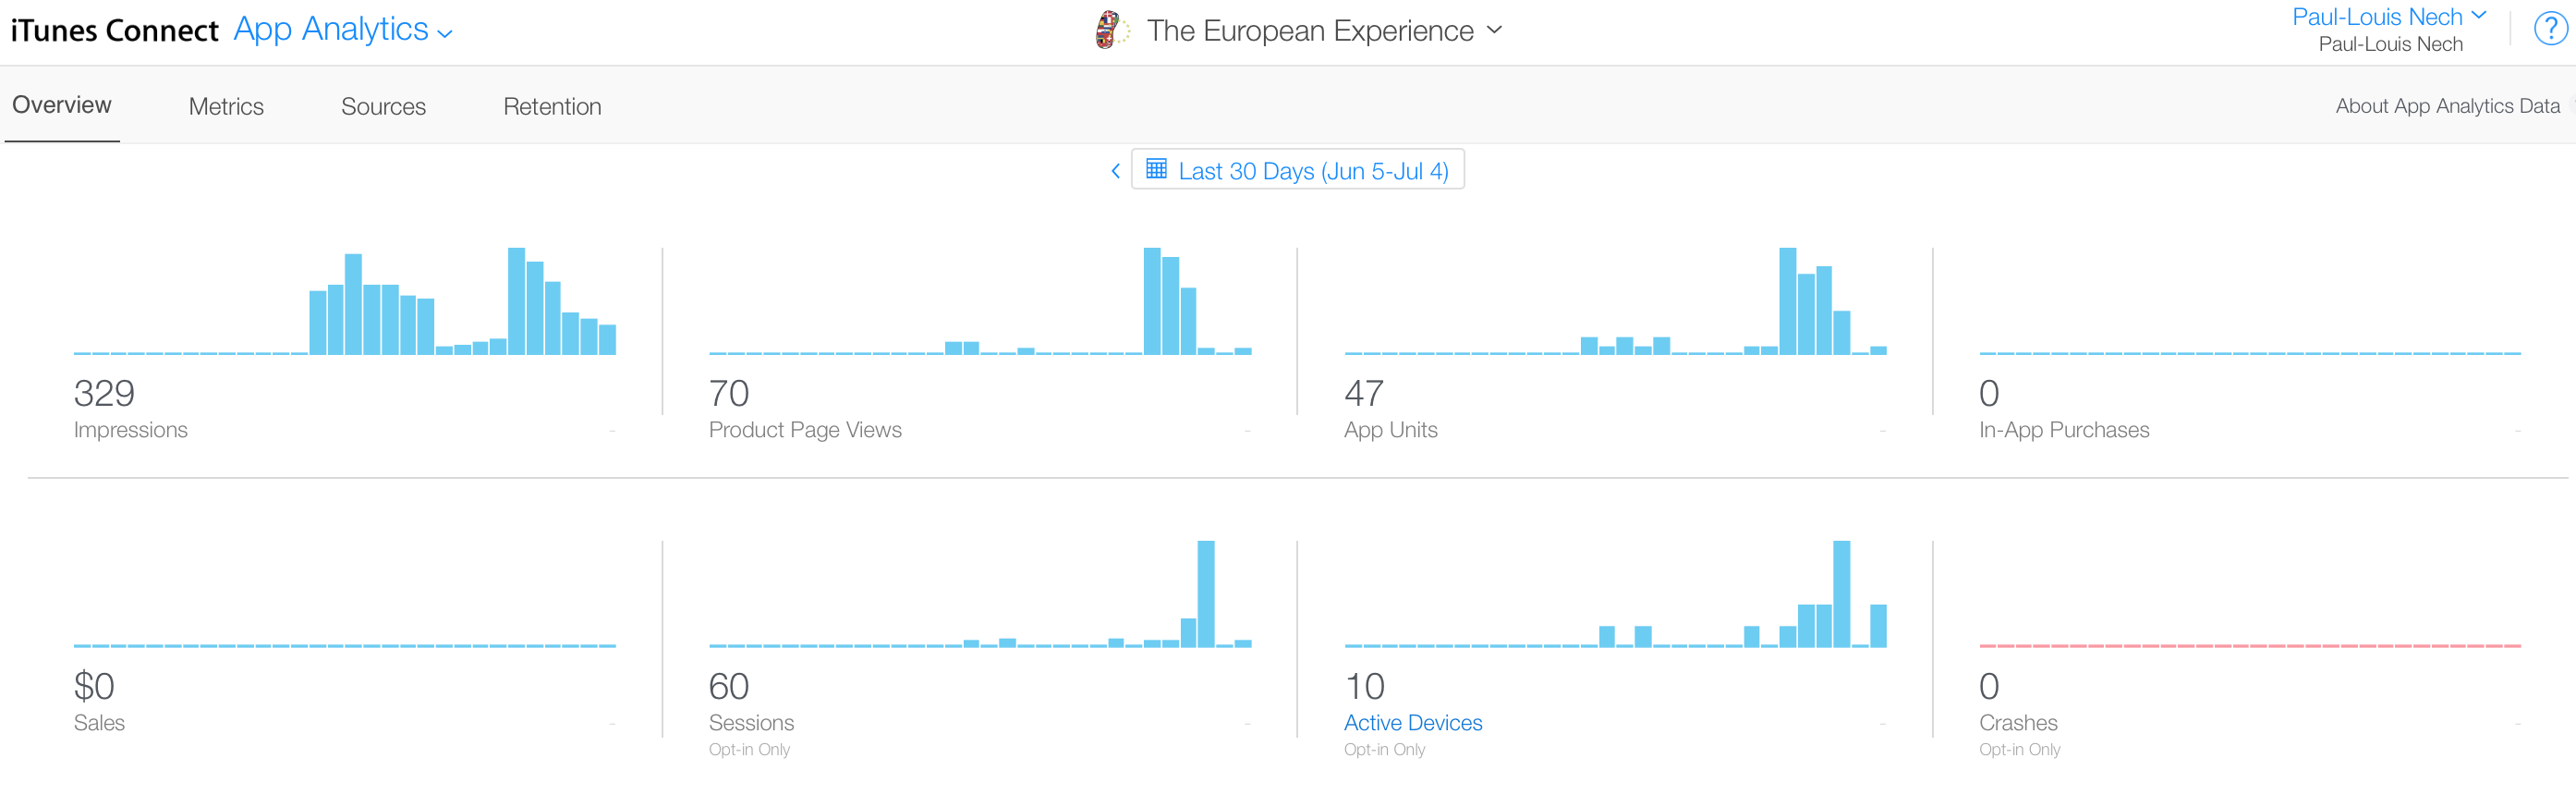 iTunes Connect App Analytics
The European Experience
Paul-Louis Nech
Paul-Louis Nech
?
Overview Metrics Sources Retention
About App Analytics Data
Last 30 Days (Jun 5-Jul 4)
329
Impressions
-
70
Product Page Views
-
47
App Units
-
0
In-App Purchases
-
$0
Sales
-
60
Sessions
-
Opt-in Only
10
Active Devices
-
Opt-in Only
0
Crashes
-
Opt-in Only